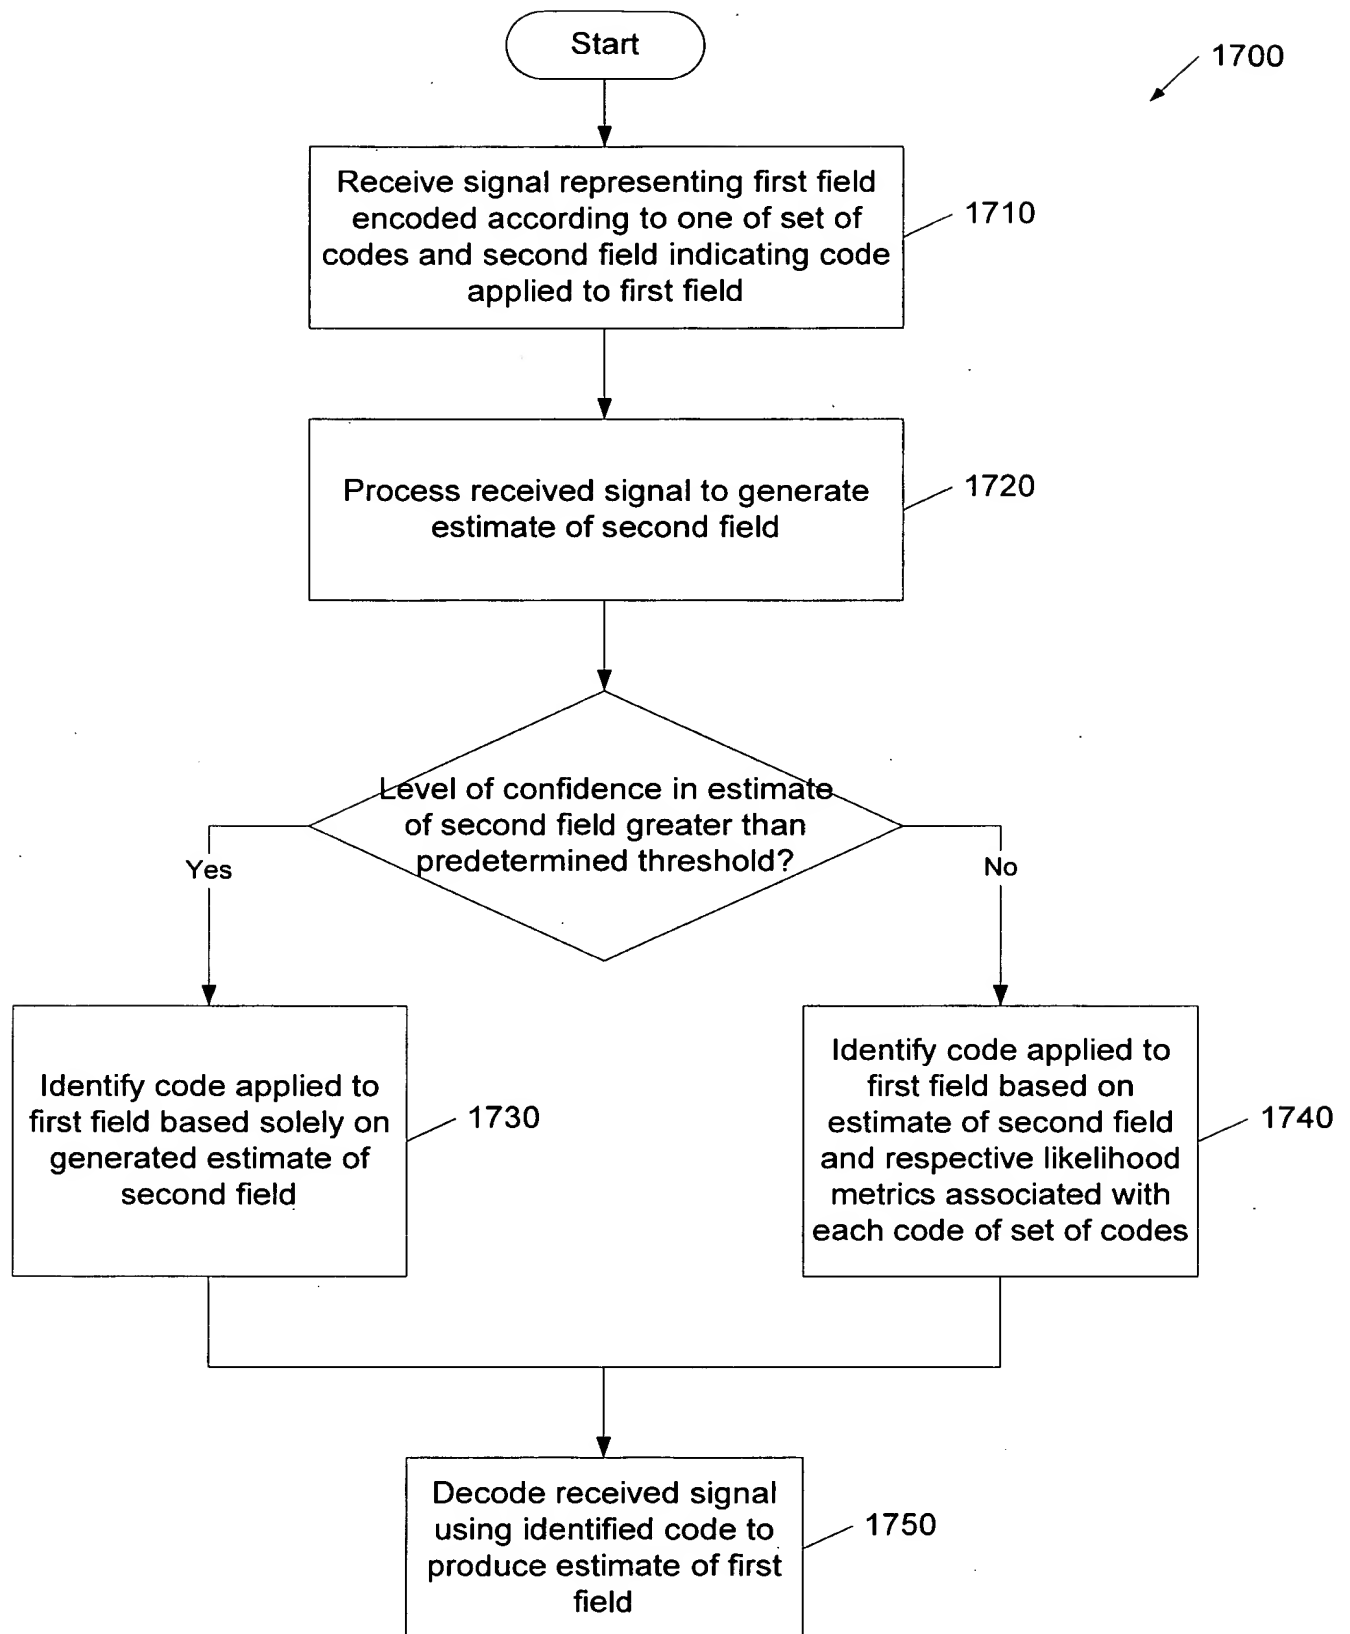 Start
1700
Receive signal representing first field
encoded according to one of set of
codes and second field indicating code
applied to first field
1710
Process received signal to generate
estimate of second field
1720
Level of confidence in estimate
of second field greater than
predetermined threshold?
Yes
No
Identify code applied to
first field based solely on
generated estimate of
second field
1730
Identify code applied to
first field based on
estimate of second field
and respective likelihood
metrics associated with
each code of set of codes
1740
Decode received signal
using identified code to
produce estimate of first
field
1750